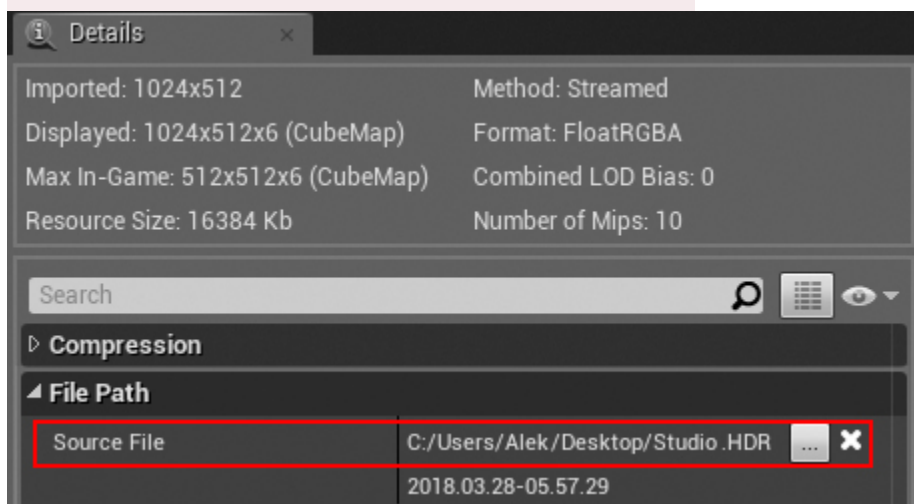 Details
Imported: 1024x512 Method: Streamed
Displayed: 1024x512x6 (CubeMap) Format: FloatRGBA
Max In-Game: 512x512x6 (CubeMap) Combined LOD Bias: 0
Resource Size: 16384 Kb Number of Mips: 10
Search
Compression
File Path
Source File C:/Users/Alek/Desktop/Studio.HDR ...
2018.03.28-05.57.29